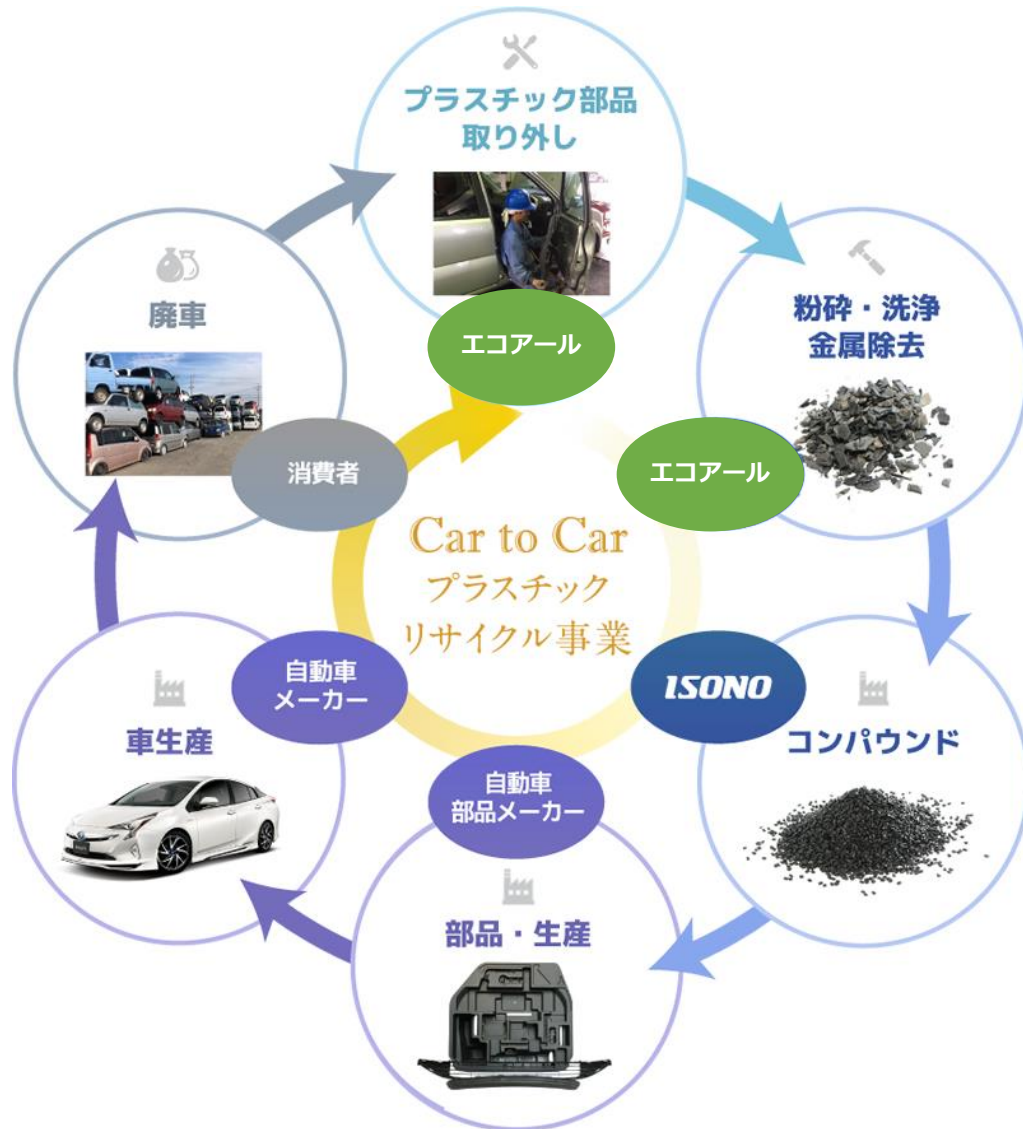 プラスチック部品
取り外し
エコアール
粉砕・洗浄
金属除去
エコアール
廃車
消費者
Car to Car
プラスチック
リサイクル事業
ISONO
コンパウンド
自動車
メーカー
車生産
自動車
部品メーカー
部品・生産